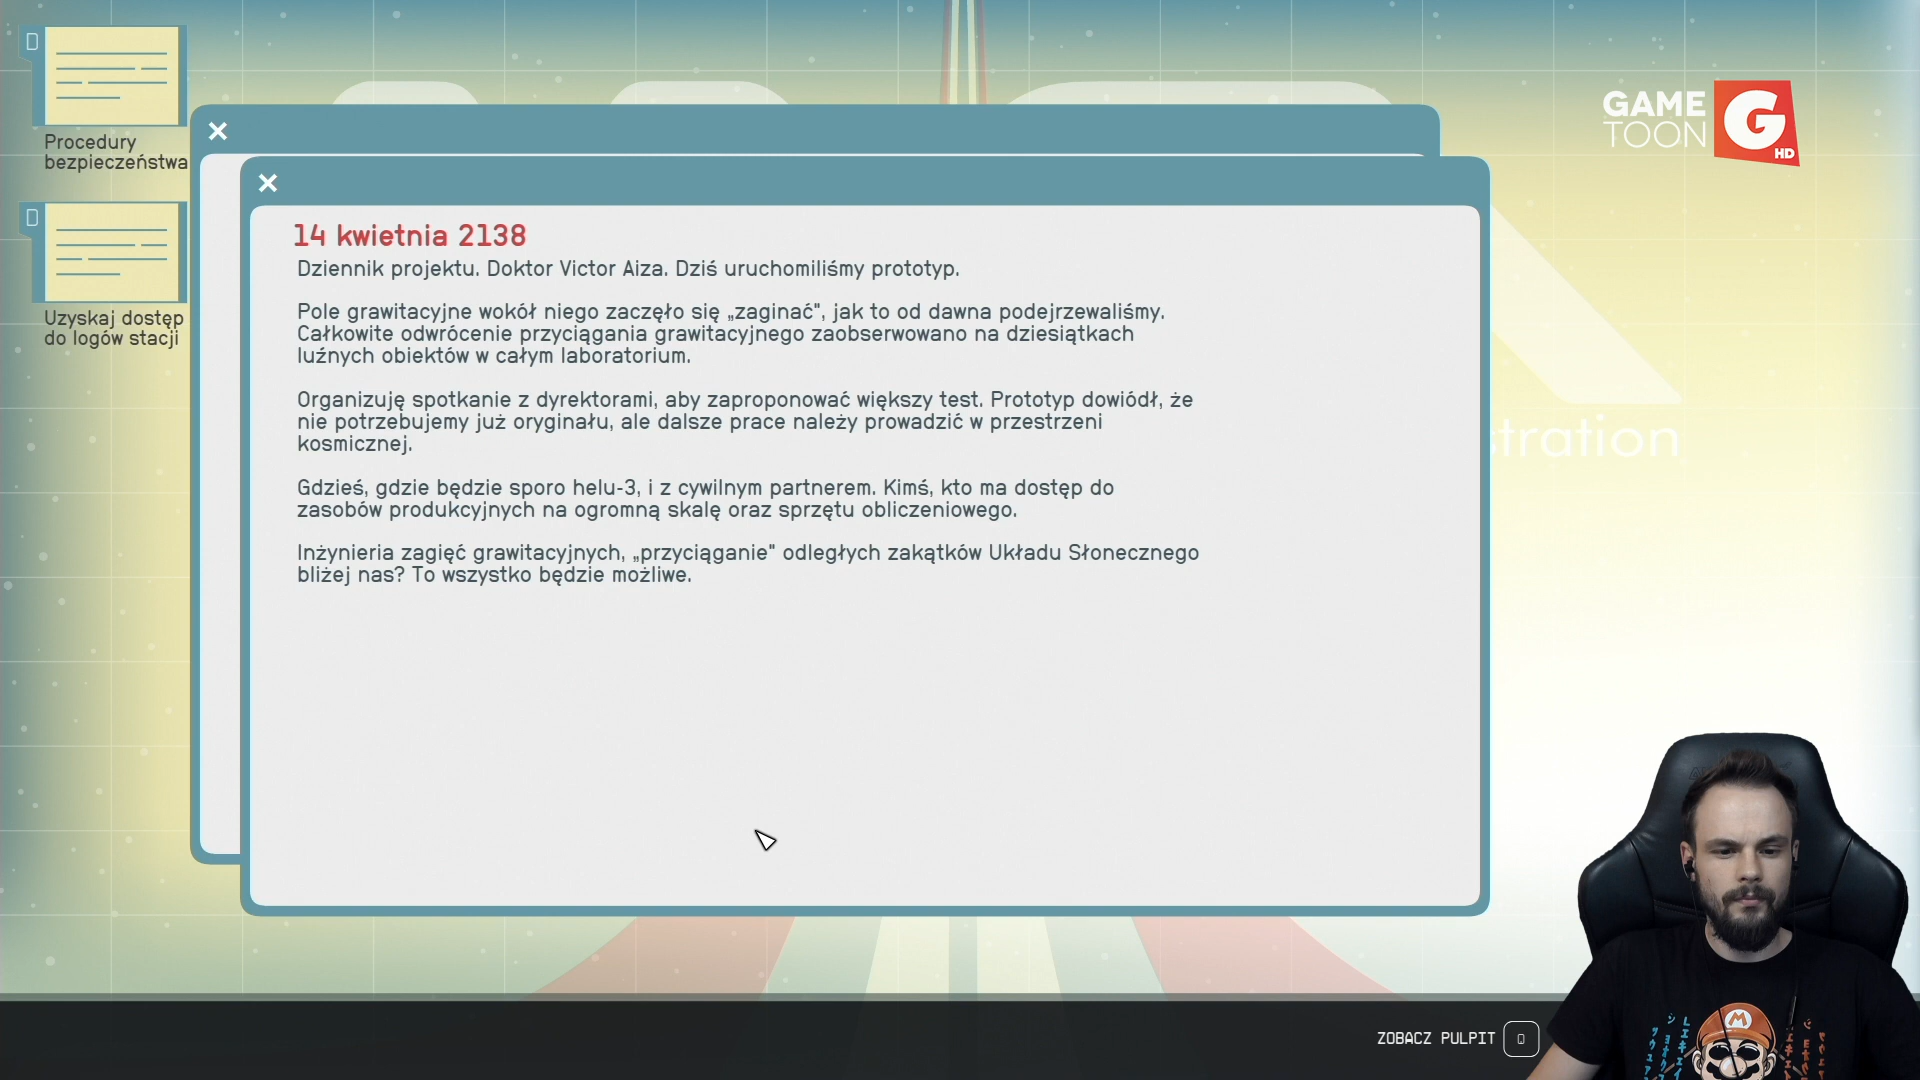 Procedury
bezpieczeństwa
Uzyskaj dostęp
do logów stacji
GAME
TOON
G
HD
14 kwietnia 2138
Dziennik projektu. Doktor Victor Aiza. Dziś uruchomiliśmy prototyp.
Pole grawitacyjne wokół niego zaczęło się „zaginać", jak to od dawna podejrzewaliśmy.
Całkowite odwrócenie przyciągania grawitacyjnego zaobserwowano na dziesiątkach
luźnych obiektów w całym laboratorium.
Organizuję spotkanie z dyrektorami, aby zaproponować większy test. Prototyp dowiódł, że
nie potrzebujemy już oryginału, ale dalsze prace należy prowadzić w przestrzeni
kosmicznej.
Gdzieś, gdzie będzie sporo helu-3, i z cywilnym partnerem. Kimś, kto ma dostęp do
zasobów produkcyjnych na ogromną skalę oraz sprzętu obliczeniowego.
Inżynieria zagięć grawitacyjnych, „przyciąganie" odległych zakątków Układu Słonecznego
bliżej nas? To wszystko będzie możliwe.
stration
ZOBACZ PULPIT
M